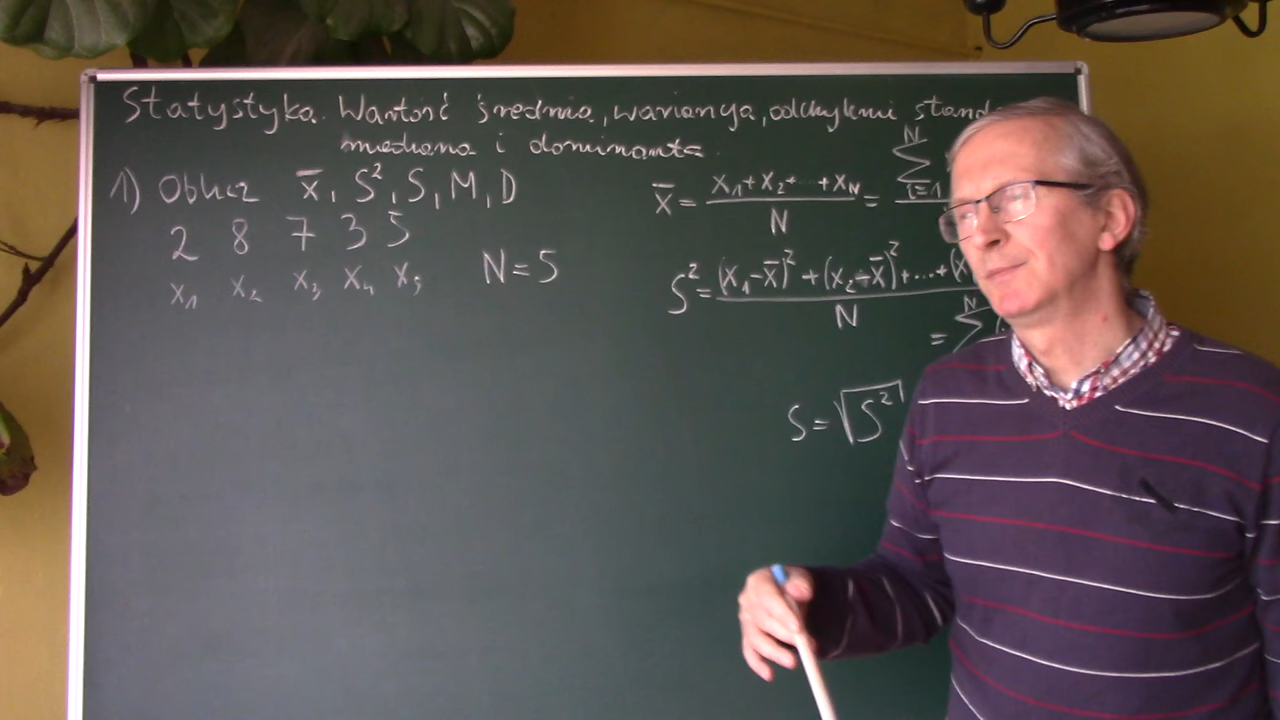 Statystyka. Wartość średnia, wariancja, odchylenie stand
mediana i dominanta.
1) Oblicz x̄, S², S, M, D
2 8 7 3 5
x₁ x₂ x₃ x₄ x₅
N=5
x̄ = (x₁+x₂+...+x_N)/N = ∑_{i=1}^{N}
S² = ((x₁-x̄)²+(x₂-x̄)²+...+(x)/N
= ∑^{N} (
S=√S²